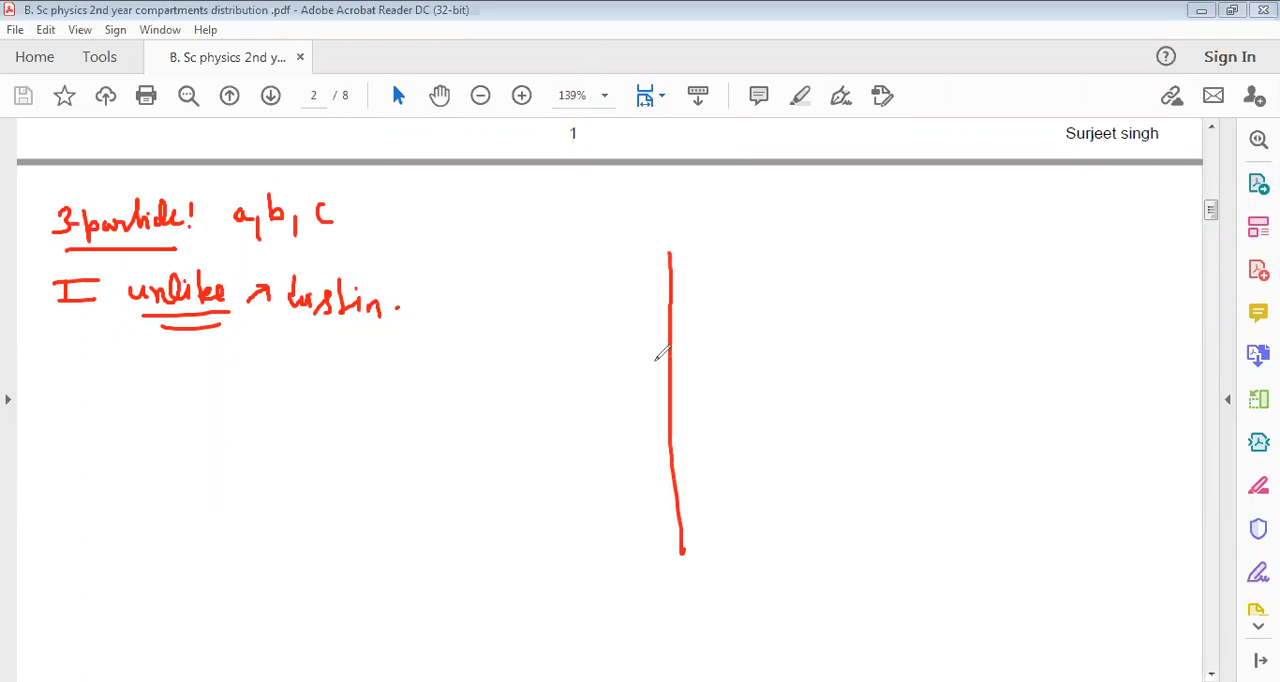 B. Sc physics 2nd year compartments distribution .pdf - Adobe Acrobat Reader DC (32-bit)
File Edit View Sign Window Help
Home Tools B. Sc physics 2nd y... × Sign In
2 / 8 139%
1 Surjeet singh
3-particle! a, b, c
I unlike →